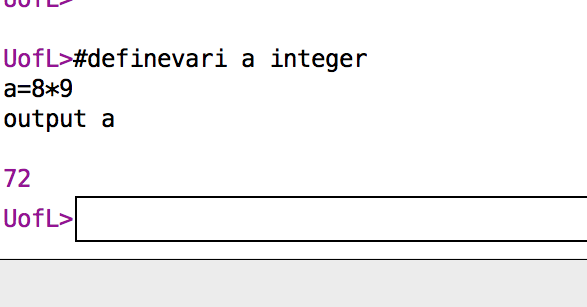 UofL>
UofL>#definevari a integer
a=8*9
output a
72
UofL>